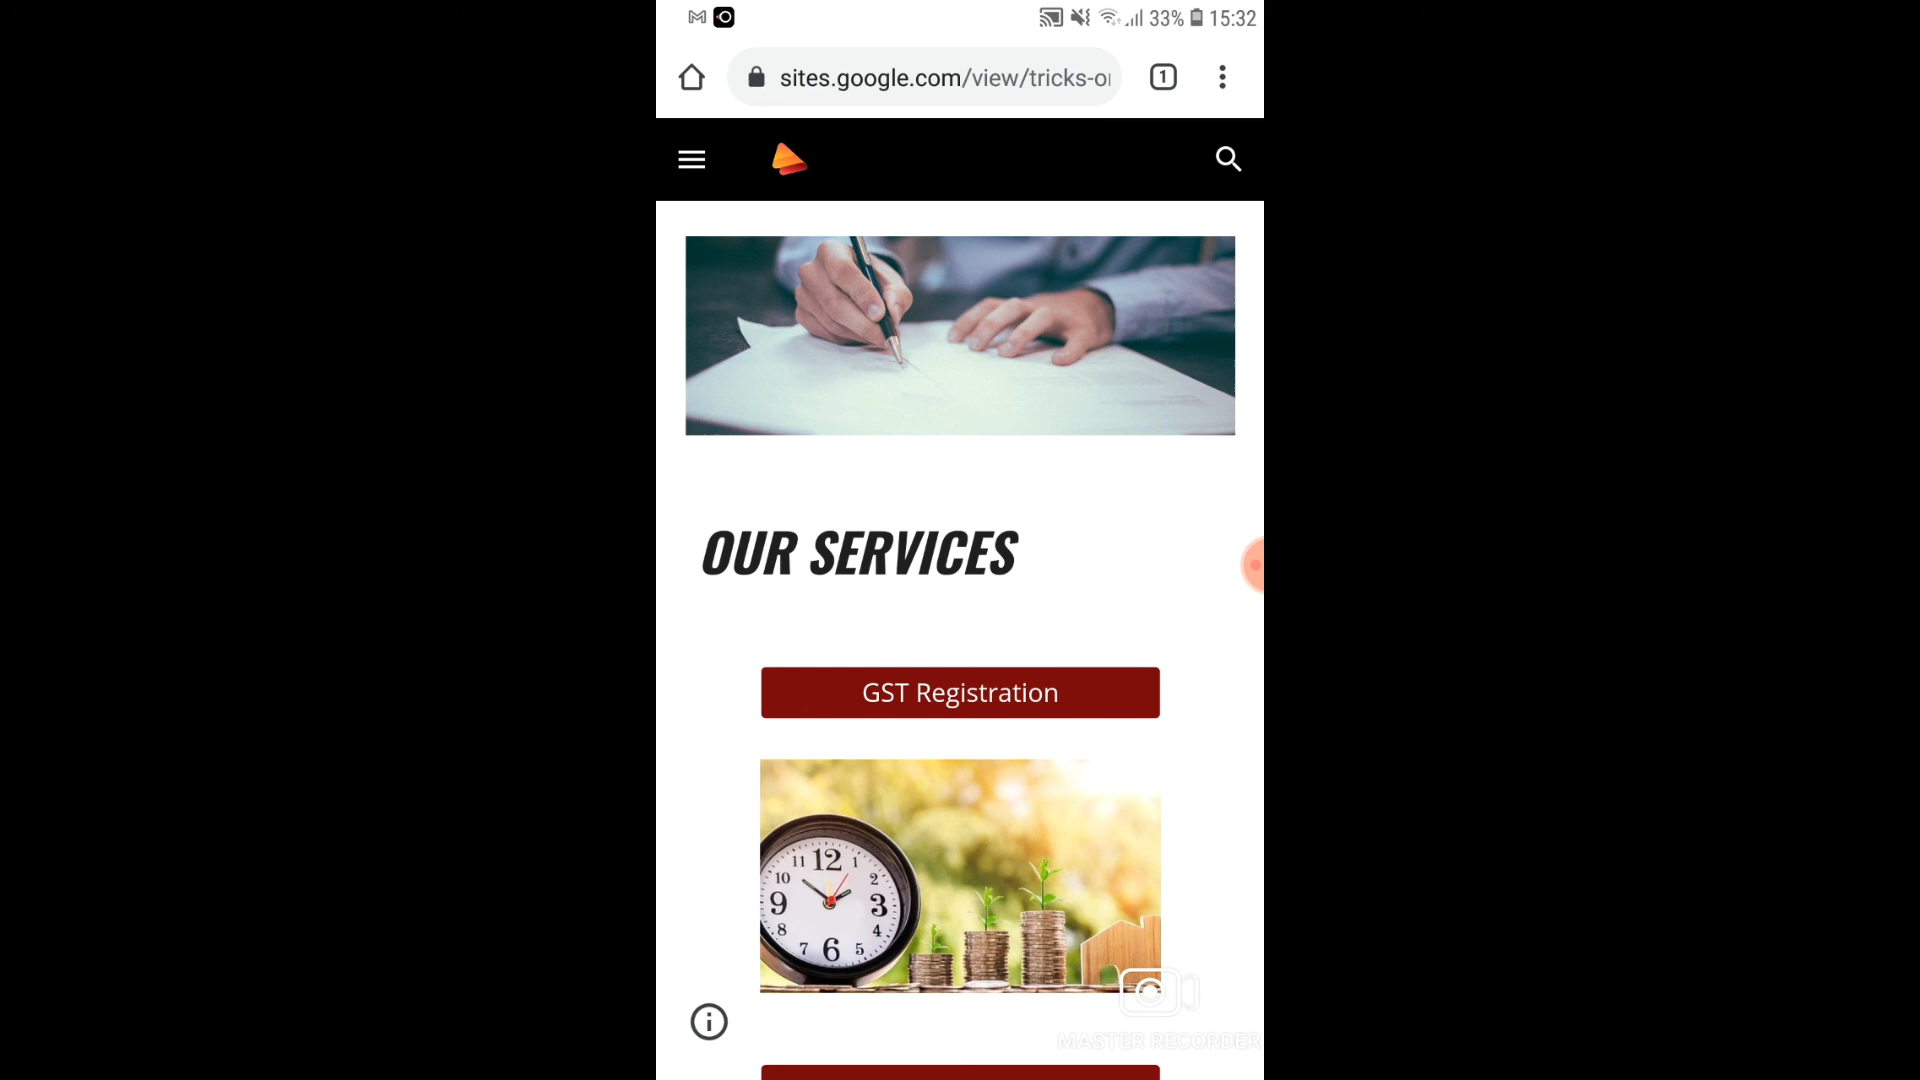 33% 15:32
sites.google.com/view/tricks-or
1
OUR SERVICES
GST Registration
12
11 1
10 2
9 3
8 4
7 6 5
MASTER RECORDER